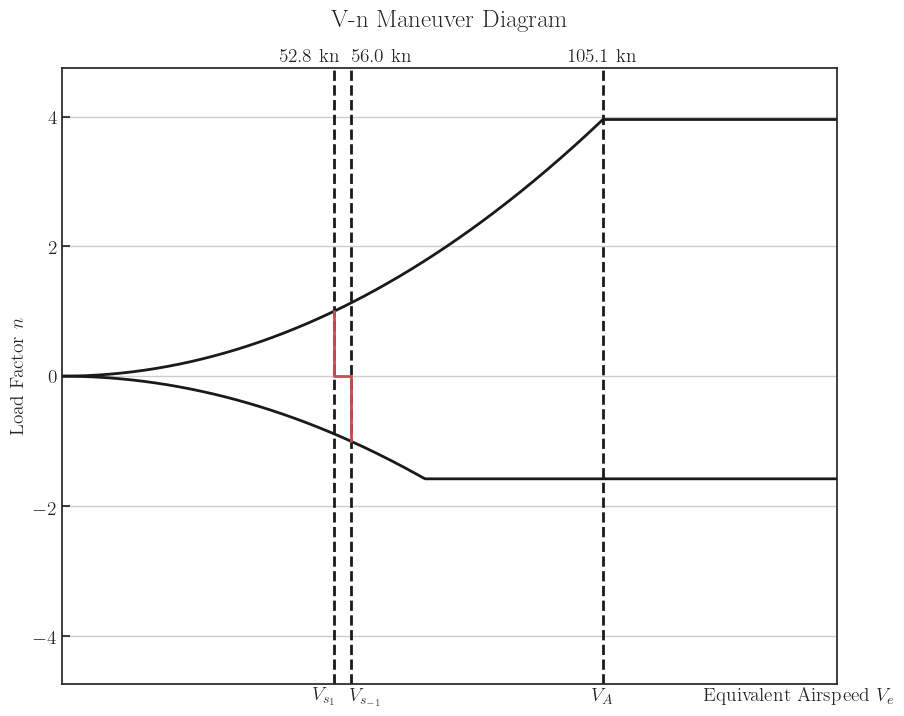 V-n Maneuver Diagram
52.8 kn 56.0 kn 105.1 kn
4
2
0
−2
−4
Load Factor n
V_{s_1} V_{s_{-1}} V_A Equivalent Airspeed V_e